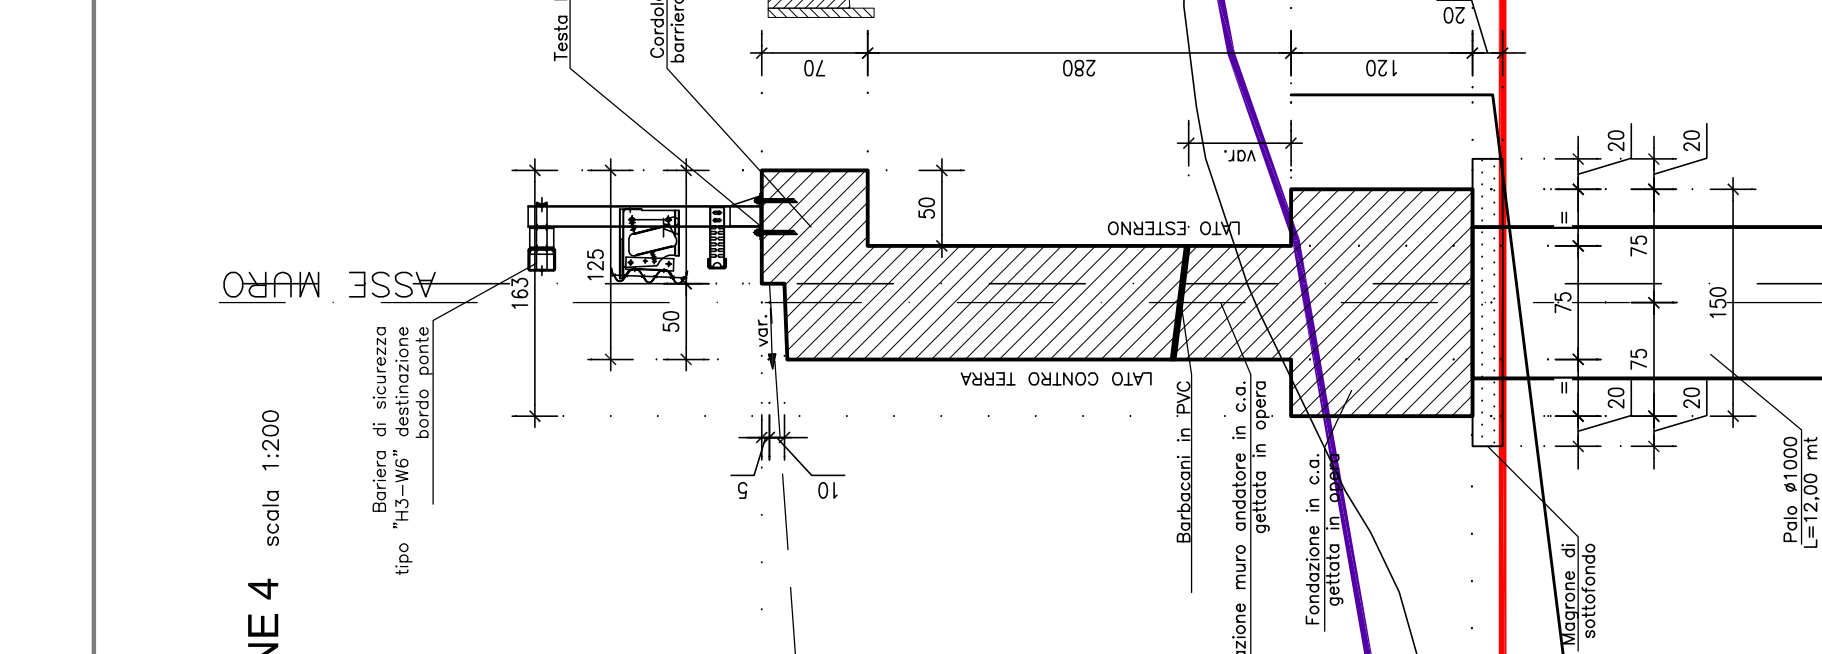 NE 4 scala 1:200
ASSE MURO
Bariera di sicurezza
tipo "H3-W6" destinazione
bordo ponte
Testa
Cordolo
barriera
70
280
120
20
var.
163
125
50
50
var.
5
10
LATO ESTERNO
LATO CONTRO TERRA
Barbacani in PVC
muro andatore in c.a.
gettata in opera
Fondazione in c.a.
gettata in opera
Magrone di
sottofondo
20
20
=
75
75
150
=
75
20
20
Palo ø1000
L=12,00 mt